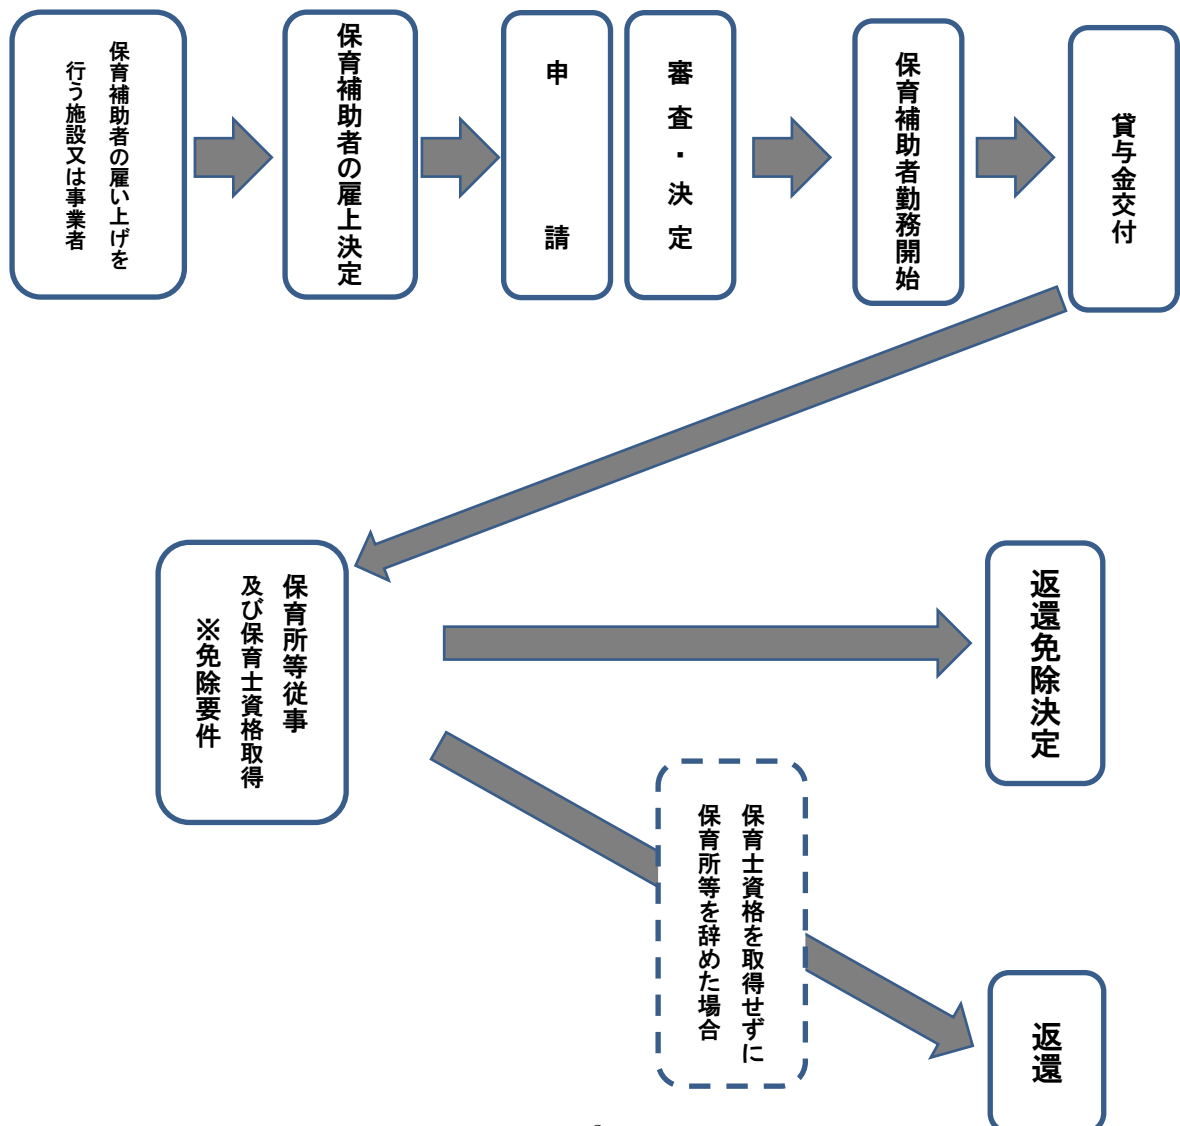 保育補助者の雇い上げを
行う施設又は事業者
保育補助者の雇上決定
申請
審査・決定
保育補助者勤務開始
貸与金交付
保育所等従事
及び保育士資格取得
※免除要件
返還免除決定
保育士資格を取得せずに
保育所等を辞めた場合
返還